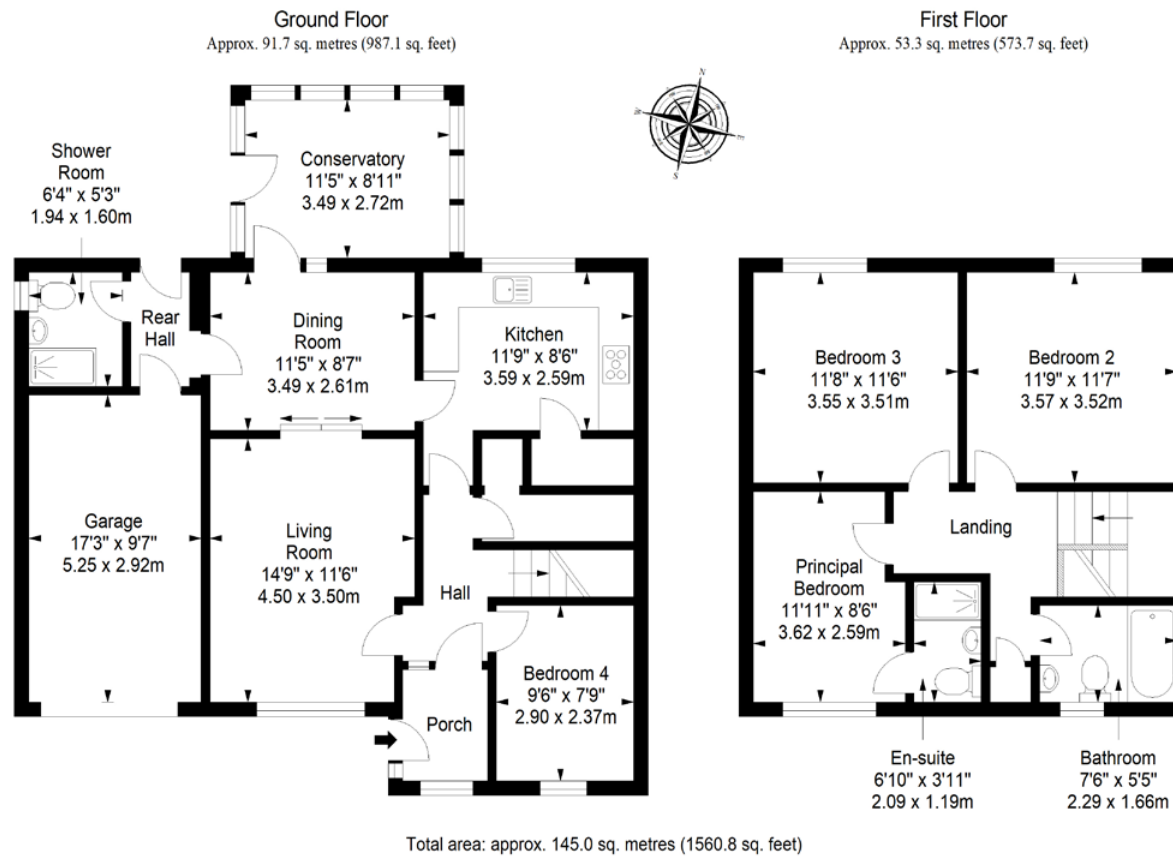 Ground Floor
Approx. 91.7 sq. metres (987.1 sq. feet)
First Floor
Approx. 53.3 sq. metres (573.7 sq. feet)
N
W
E
S
Shower
Room
6'4" x 5'3"
1.94 x 1.60m
Conservatory
11'5" x 8'11"
3.49 x 2.72m
Rear
Hall
Dining
Room
11'5" x 8'7"
3.49 x 2.61m
Kitchen
11'9" x 8'6"
3.59 x 2.59m
Garage
17'3" x 9'7"
5.25 x 2.92m
Living
Room
14'9" x 11'6"
4.50 x 3.50m
Hall
Bedroom 4
9'6" x 7'9"
2.90 x 2.37m
Porch
Bedroom 3
11'8" x 11'6"
3.55 x 3.51m
Bedroom 2
11'9" x 11'7"
3.57 x 3.52m
Landing
Principal
Bedroom
11'11" x 8'6"
3.62 x 2.59m
En-suite
6'10" x 3'11"
2.09 x 1.19m
Bathroom
7'6" x 5'5"
2.29 x 1.66m
Total area: approx. 145.0 sq. metres (1560.8 sq. feet)